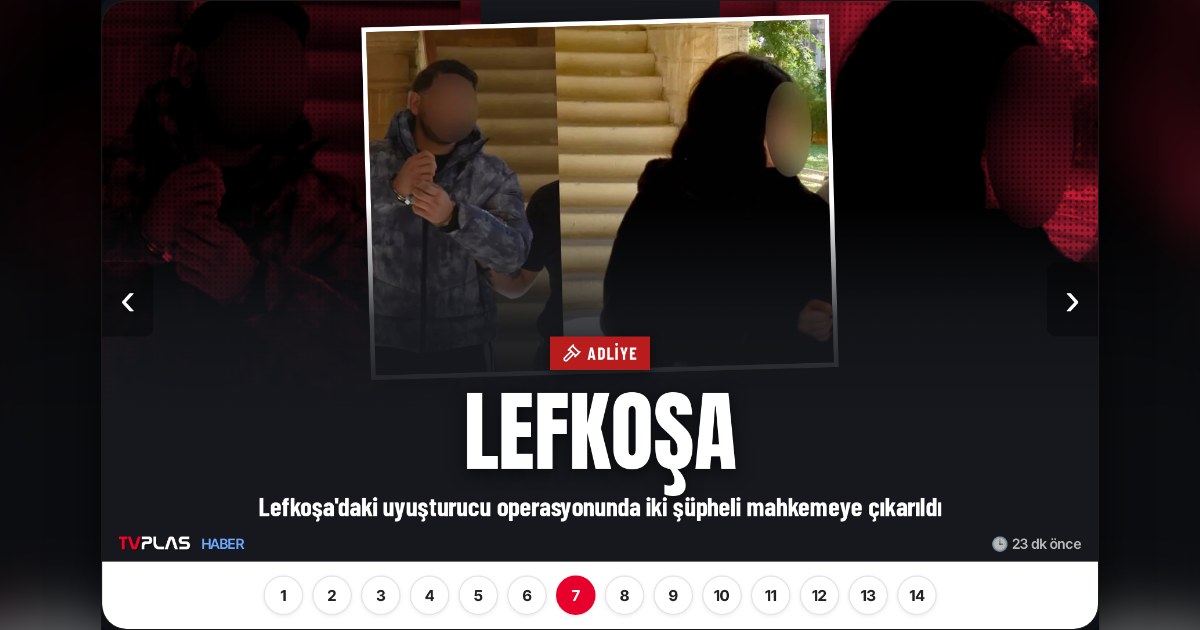 ADLİYE
LEFKOŞA
Lefkoşa'daki uyuşturucu operasyonunda iki şüpheli mahkemeye çıkarıldı
TVPLAS HABER
23 dk önce
1 2 3 4 5 6 7 8 9 10 11 12 13 14